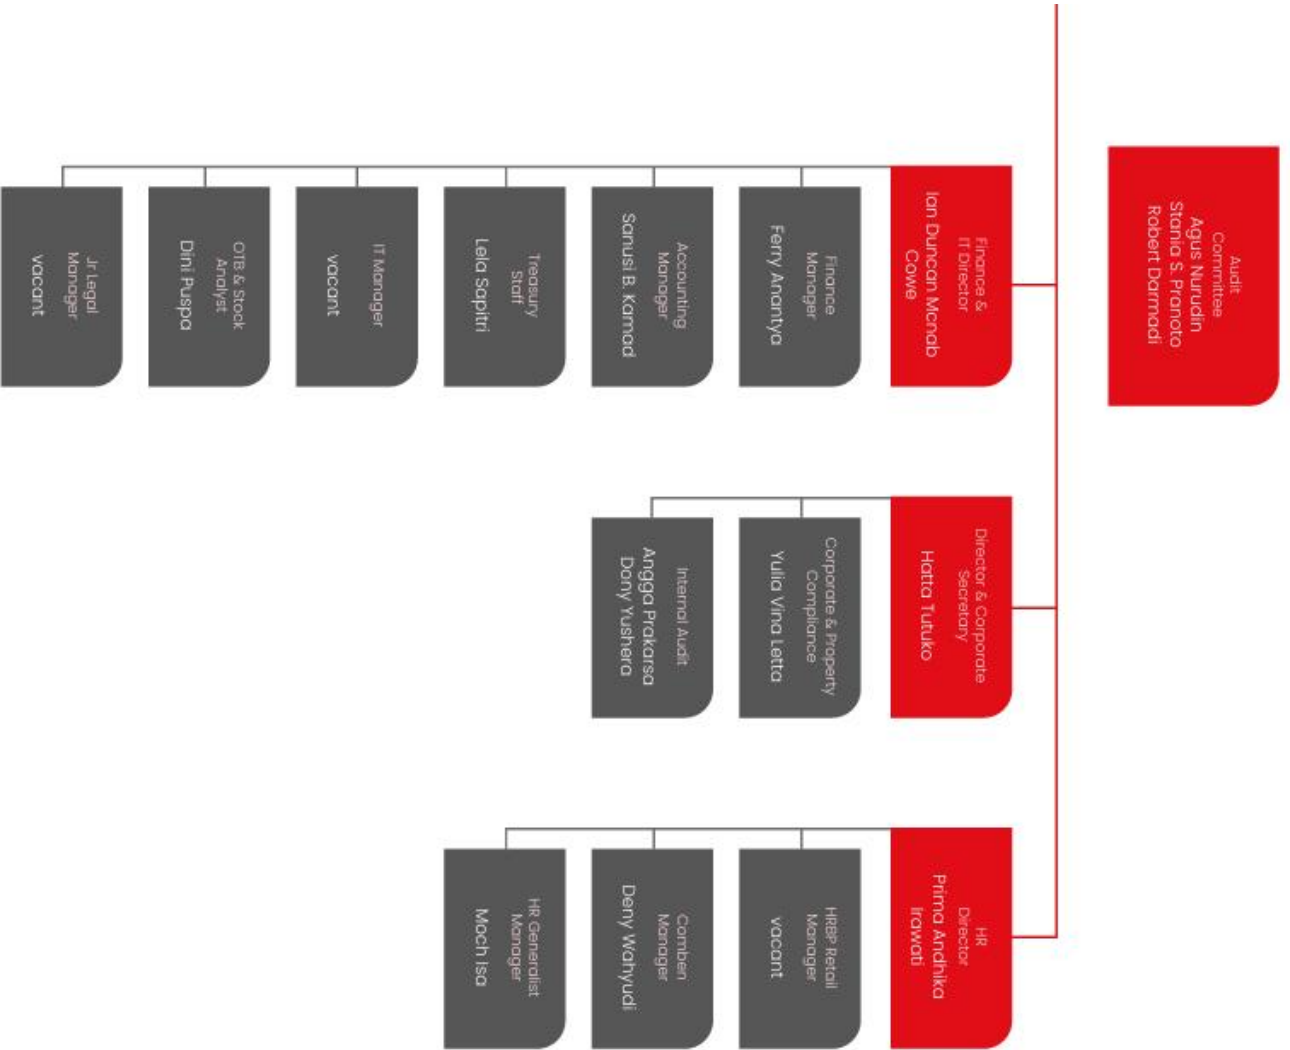 Audit
Committee
Agus Nurudin
Stania S. Pranoto
Robert Darmadi
Finance &
IT Director
Ian Duncan Mcnab
Cowe
Finance
Manager
Ferry Anantya
Accounting
Manager
Sanusi B. Kamad
Treasury
Staff
Lela Sapitri
IT Manager
vacant
OTB & Stock
Analyst
Dini Puspa
Jr Legal
Manager
vacant
Director & Corporate
Secretary
Hatta Tutuko
Corporate & Property
Compliance
Yulia Vina Letta
Internal Audit
Angga Prakarsa
Dony Yushera
HR
Director
Prima Andhika
Irawati
HRBP Retail
Manager
vacant
Comben
Manager
Deny Wahyudi
HR Generalist
Manager
Moch Isa